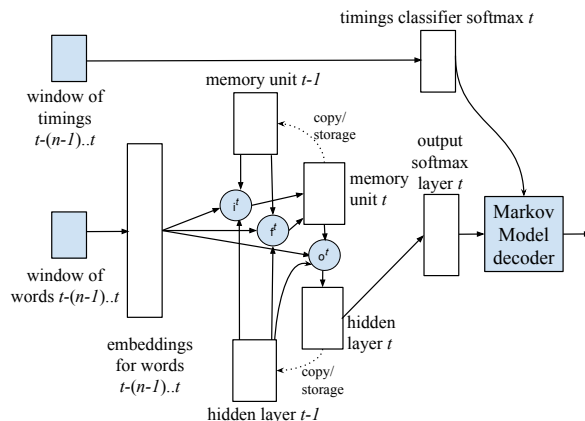 timings classifier softmax t
window of
timings
t-(n-1)..t
memory unit t-1
copy/
storage
output
softmax
layer t
memory
unit t
i^t
f^t
o^t
Markov
Model
decoder
window of
words t-(n-1)..t
embeddings
for words
t-(n-1)..t
hidden
layer t
copy/
storage
hidden layer t-1